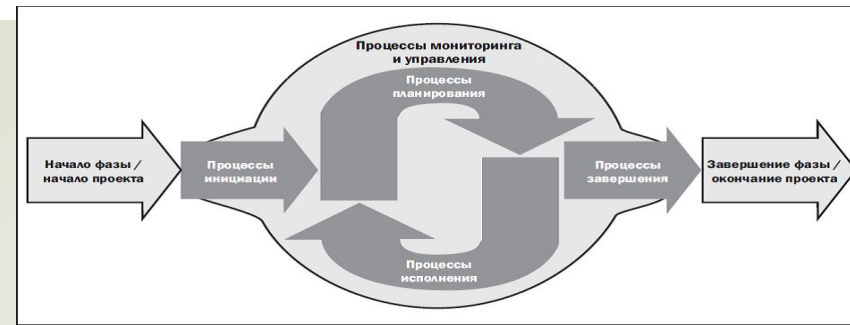 Процессы мониторинга
и управления
Процессы
планирования
Начало фазы /
начало проекта
Процессы
инициации
Процессы
завершения
Завершение фазы /
окончание проекта
Процессы
исполнения